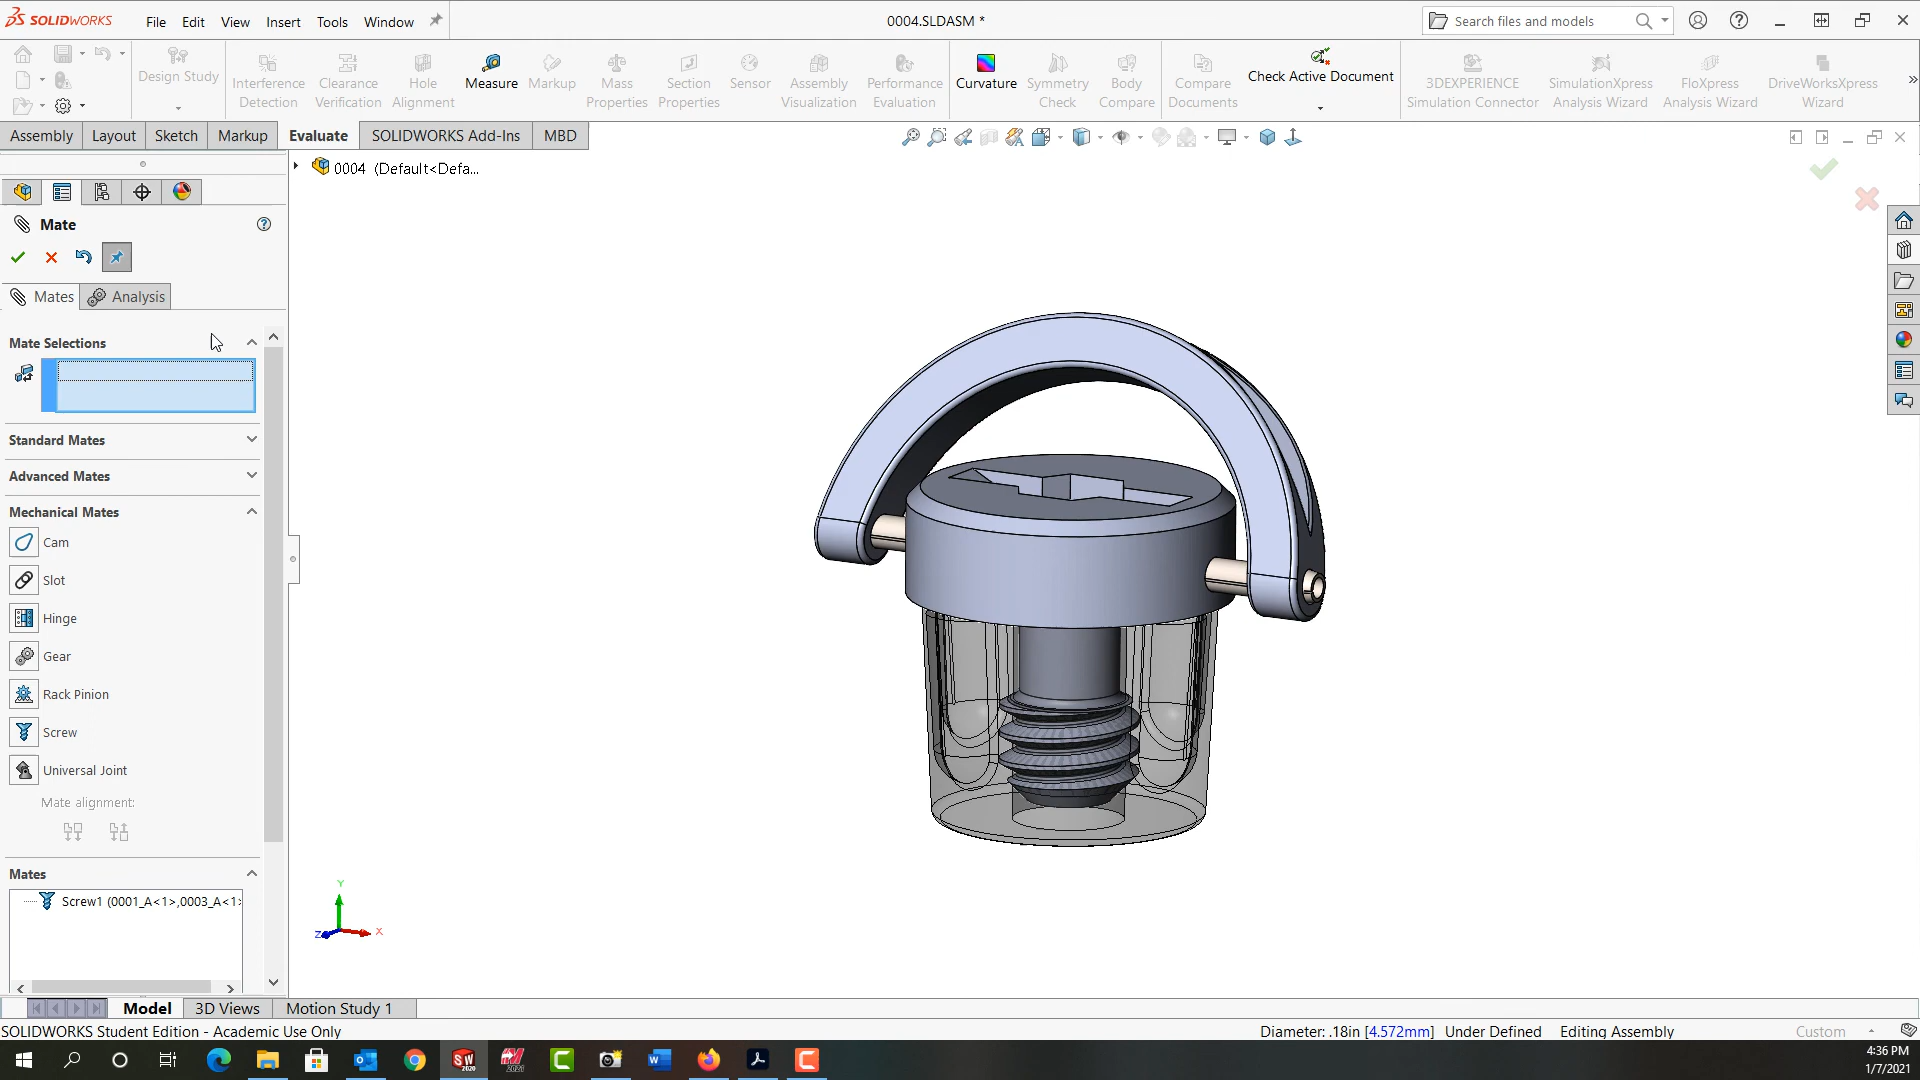 SOLIDWORKS File Edit View Insert Tools Window 0004.SLDASM * Search files and models
Design Study
Interference Detection
Clearance Verification
Hole Alignment
Measure
Markup
Mass Properties
Section Properties
Sensor
Assembly Visualization
Performance Evaluation
Curvature
Symmetry Check
Body Compare
Compare Documents
Check Active Document
3DEXPERIENCE Simulation Connector
SimulationXpress Analysis Wizard
FloXpress Analysis Wizard
DriveWorksXpress Wizard
Assembly Layout Sketch Markup Evaluate SOLIDWORKS Add-Ins MBD
0004 (Default<Defa...
Mate
Mates Analysis
Mate Selections
Standard Mates
Advanced Mates
Mechanical Mates
Cam
Slot
Hinge
Gear
Rack Pinion
Screw
Universal Joint
Mate alignment:
Mates
Screw1 (0001_A<1>,0003_A<1>
Y
Z X
Model 3D Views Motion Study 1
SOLIDWORKS Student Edition - Academic Use Only Diameter: .18in [4.572mm] Under Defined Editing Assembly Custom
4:36 PM
1/7/2021